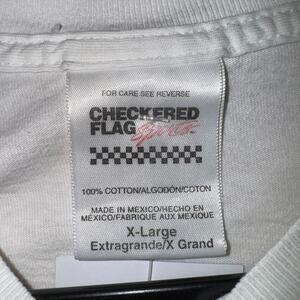 FOR CARE SEE REVERSE
CHECKERED
FLAG Sports
100% COTTON/ALGODÓN/COTON
MADE IN MEXICO/HECHO EN
MÉXICO/FABRIQUE AUX MEXIQUE
X-Large
Extragrande/X Grand